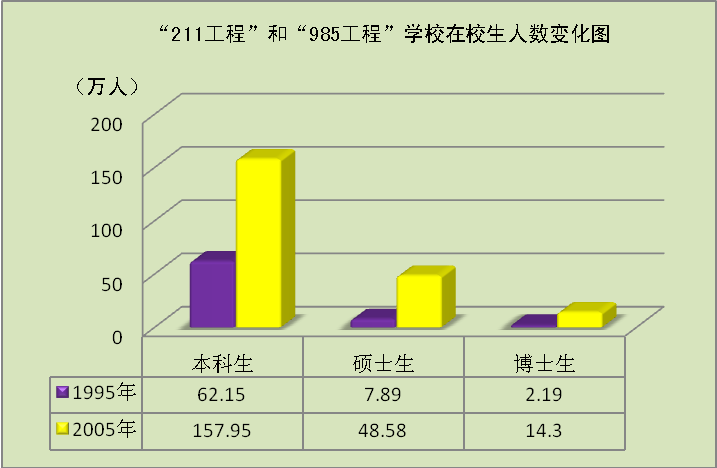 “211工程”和“985工程”学校在校生人数变化图
（万人）
200
150
100
50
0
本科生 硕士生 博士生
1995年 62.15 7.89 2.19
2005年 157.95 48.58 14.3